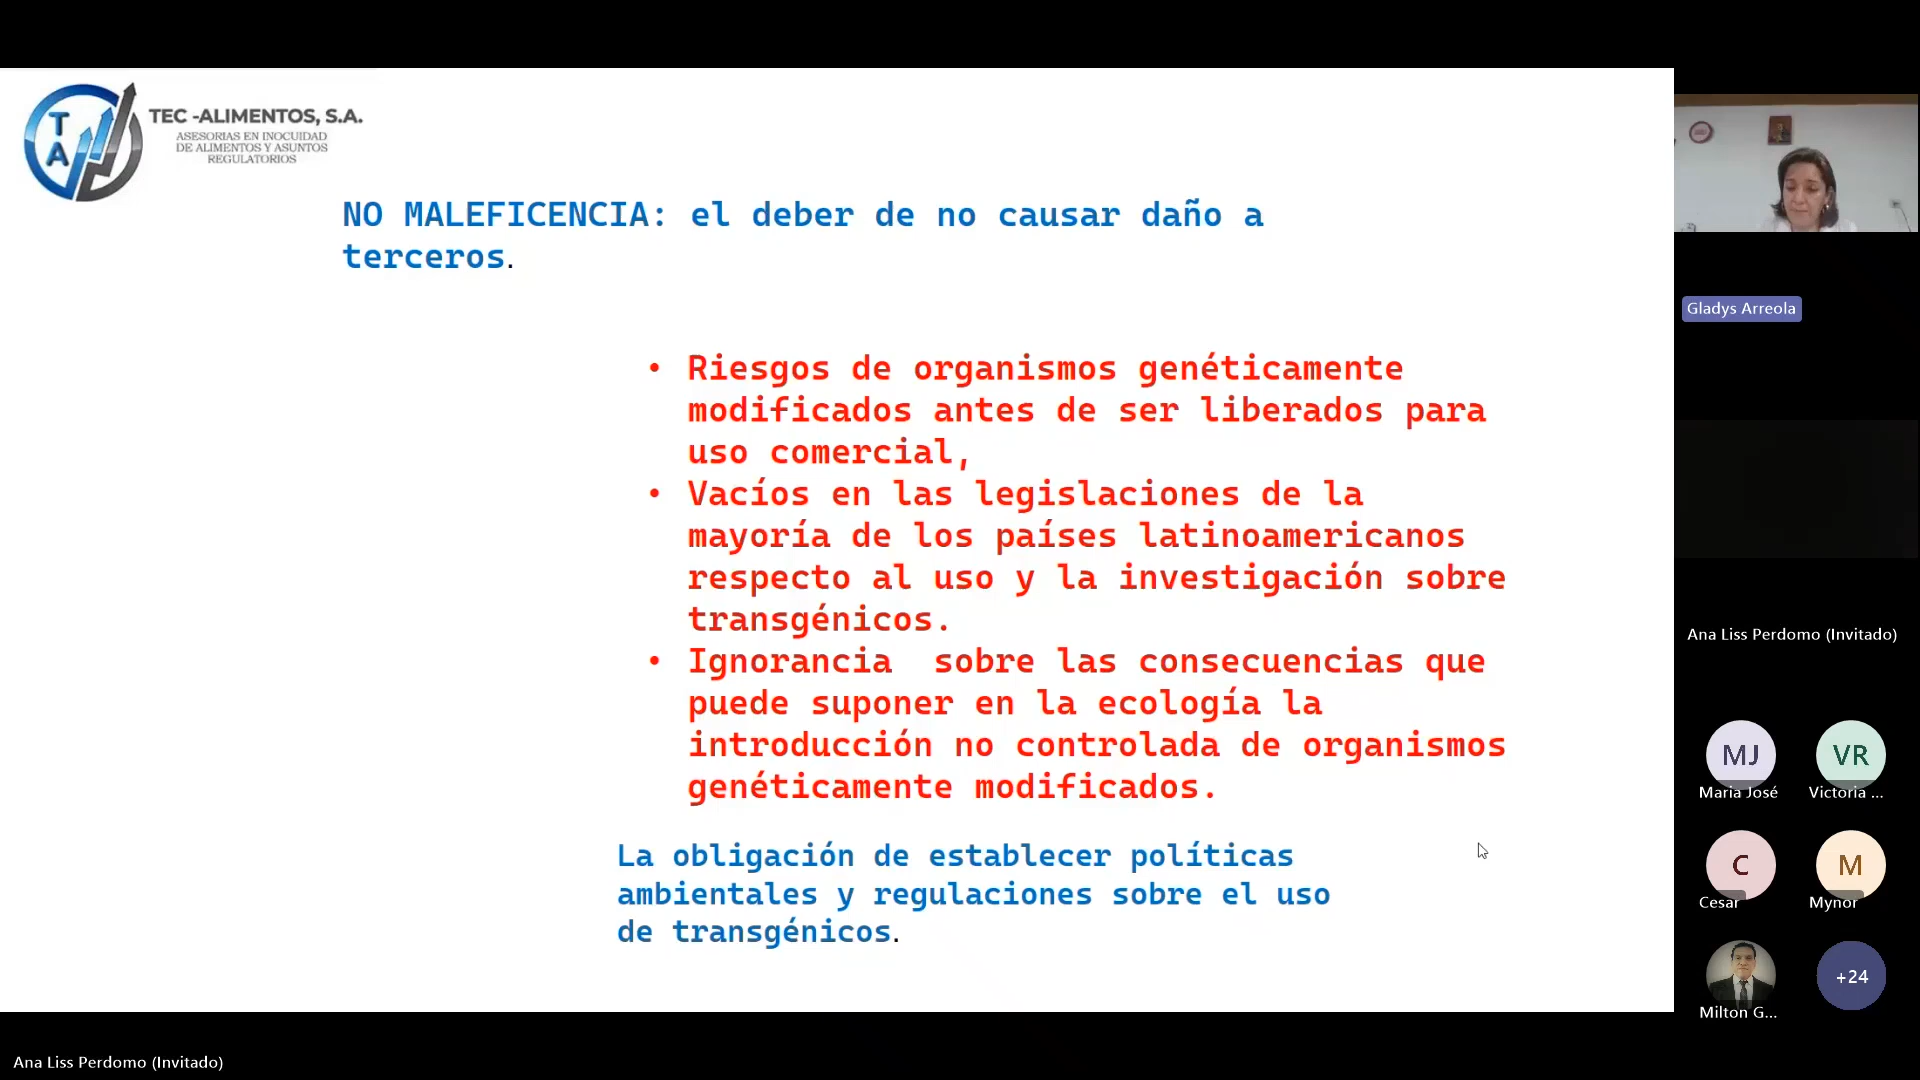 TA
TEC -ALIMENTOS, S.A.
ASESORIAS EN INOCUIDAD
DE ALIMENTOS Y ASUNTOS
REGULATORIOS
NO MALEFICENCIA: el deber de no causar daño a
terceros.
• Riesgos de organismos genéticamente
modificados antes de ser liberados para
uso comercial,
• Vacíos en las legislaciones de la
mayoría de los países latinoamericanos
respecto al uso y la investigación sobre
transgénicos.
• Ignorancia  sobre las consecuencias que
puede suponer en la ecología la
introducción no controlada de organismos
genéticamente modificados.
La obligación de establecer políticas
ambientales y regulaciones sobre el uso
de transgénicos.
Gladys Arreola
Ana Liss Perdomo (Invitado)
MJ
Maria José
VR
Victoria ...
C
Cesar
M
Mynor
Milton G...
+24
Ana Liss Perdomo (Invitado)